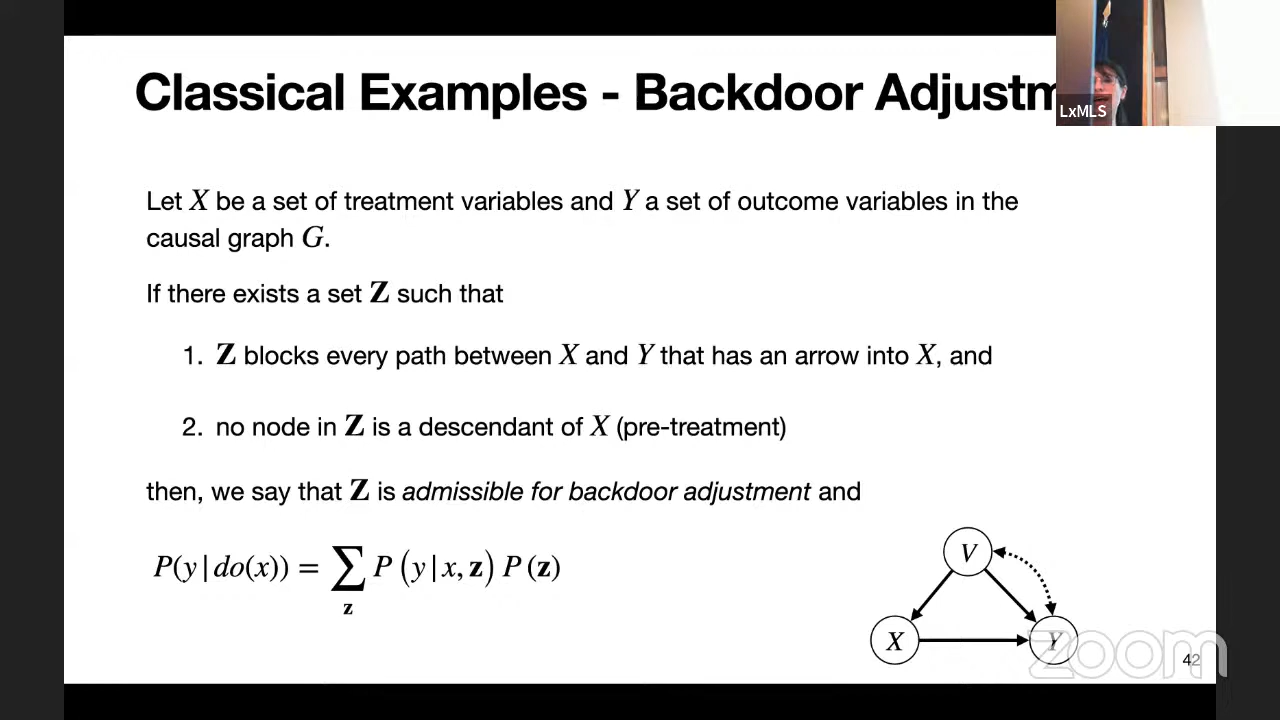 Classical Examples - Backdoor Adjustm
LxMLS
Let X be a set of treatment variables and Y a set of outcome variables in the
causal graph G.
If there exists a set Z such that
1. Z blocks every path between X and Y that has an arrow into X, and
2. no node in Z is a descendant of X (pre-treatment)
then, we say that Z is admissible for backdoor adjustment and
P(y|do(x)) = ∑ P (y|x, z) P (z)
z
V
X
Y
zoom
42